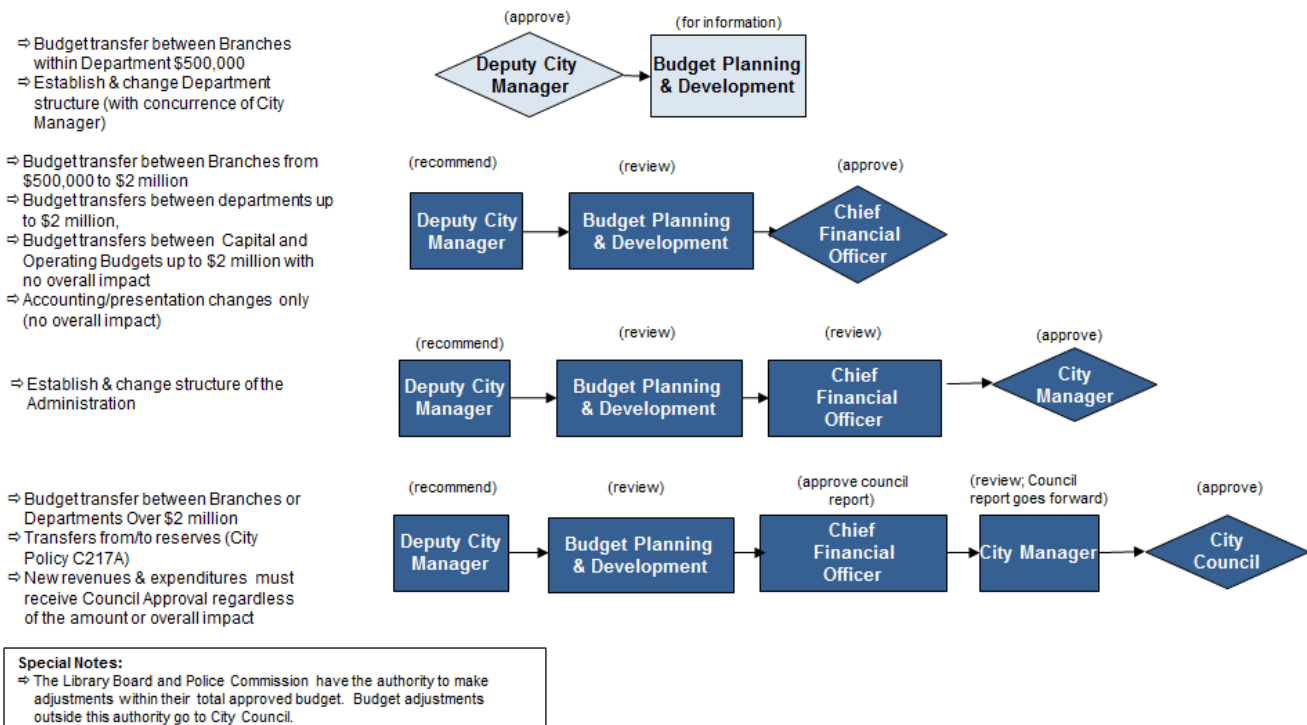 (approve)
(for information)
⇨ Budget transfer between Branches
within Department $500,000
⇨ Establish & change Department
structure (with concurrence of City
Manager)
Deputy City
Manager
Budget Planning
& Development
⇨ Budget transfer between Branches from
$500,000 to $2 million
⇨ Budget transfers between departments up
to $2 million,
⇨ Budget transfers between Capital and
Operating Budgets up to $2 million with
no overall impact
⇨ Accounting/presentation changes only
(no overall impact)
(recommend)
(review)
(approve)
Deputy City
Manager
Budget Planning
& Development
Chief
Financial
Officer
⇨ Establish & change structure of the
Administration
(recommend)
(review)
(review)
(approve)
Deputy City
Manager
Budget Planning
& Development
Chief
Financial
Officer
City
Manager
⇨ Budget transfer between Branches or
Departments Over $2 million
⇨ Transfers from/to reserves (City
Policy C217A)
⇨ New revenues & expenditures must
receive Council Approval regardless
of the amount or overall impact
(recommend)
(review)
(approve council
report)
(review; Council
report goes forward)
(approve)
Deputy City
Manager
Budget Planning
& Development
Chief
Financial
Officer
City Manager
City
Council
Special Notes:
⇨ The Library Board and Police Commission have the authority to make
adjustments within their total approved budget. Budget adjustments
outside this authority go to City Council.